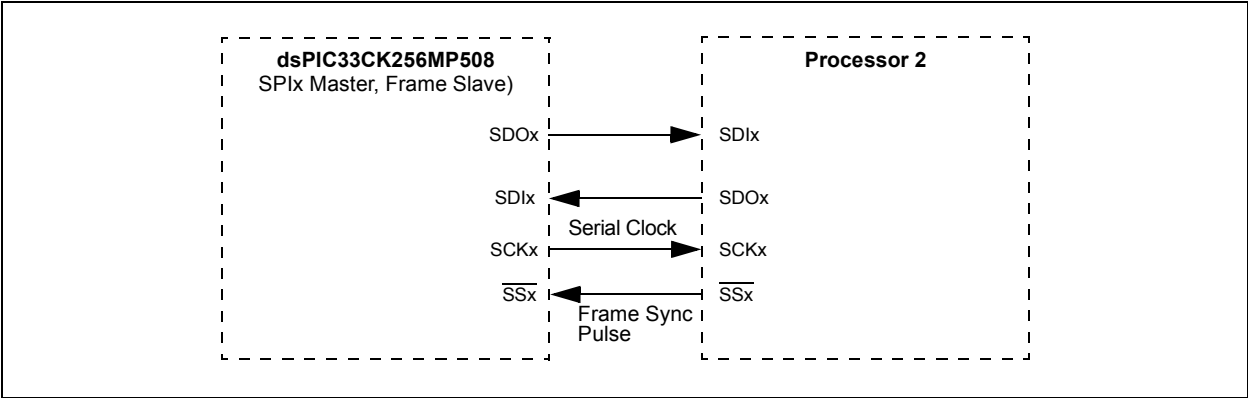 dsPIC33CK256MP508
SPIx Master, Frame Slave)
Processor 2
SDOx
SDIx
SDIx
SDOx
Serial Clock
SCKx
SCKx
SSx
SSx
Frame Sync
Pulse